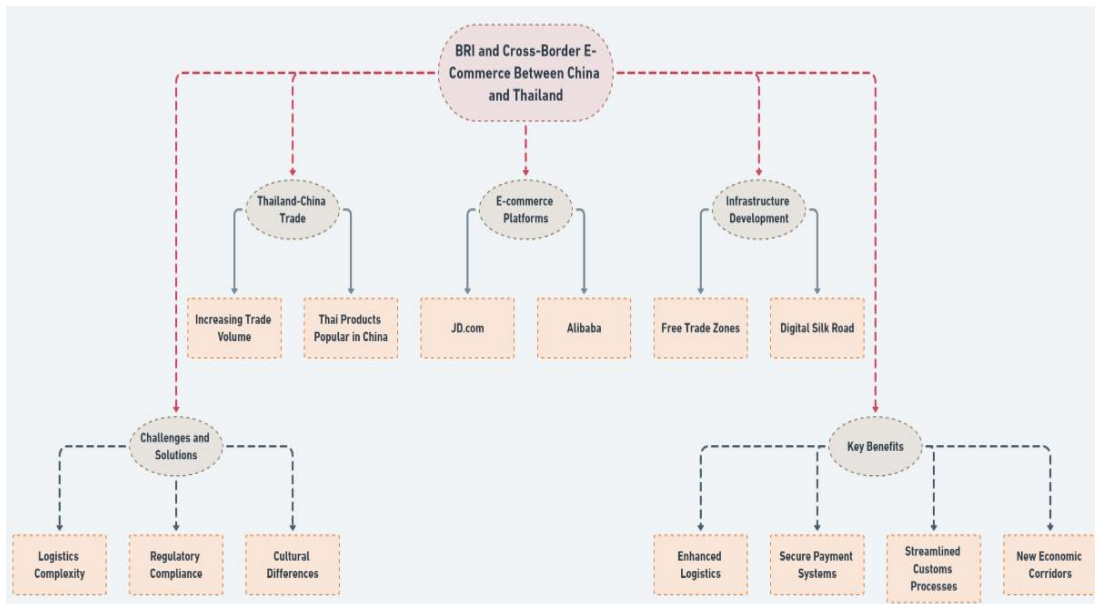 BRI and Cross-Border E-
Commerce Between China
and Thailand
Thailand-China
Trade
E-commerce
Platforms
Infrastructure
Development
Increasing Trade
Volume
Thai Products
Popular in China
JD.com
Alibaba
Free Trade Zones
Digital Silk Road
Challenges and
Solutions
Key Benefits
Logistics
Complexity
Regulatory
Compliance
Cultural
Differences
Enhanced
Logistics
Secure Payment
Systems
Streamlined
Customs
Processes
New Economic
Corridors